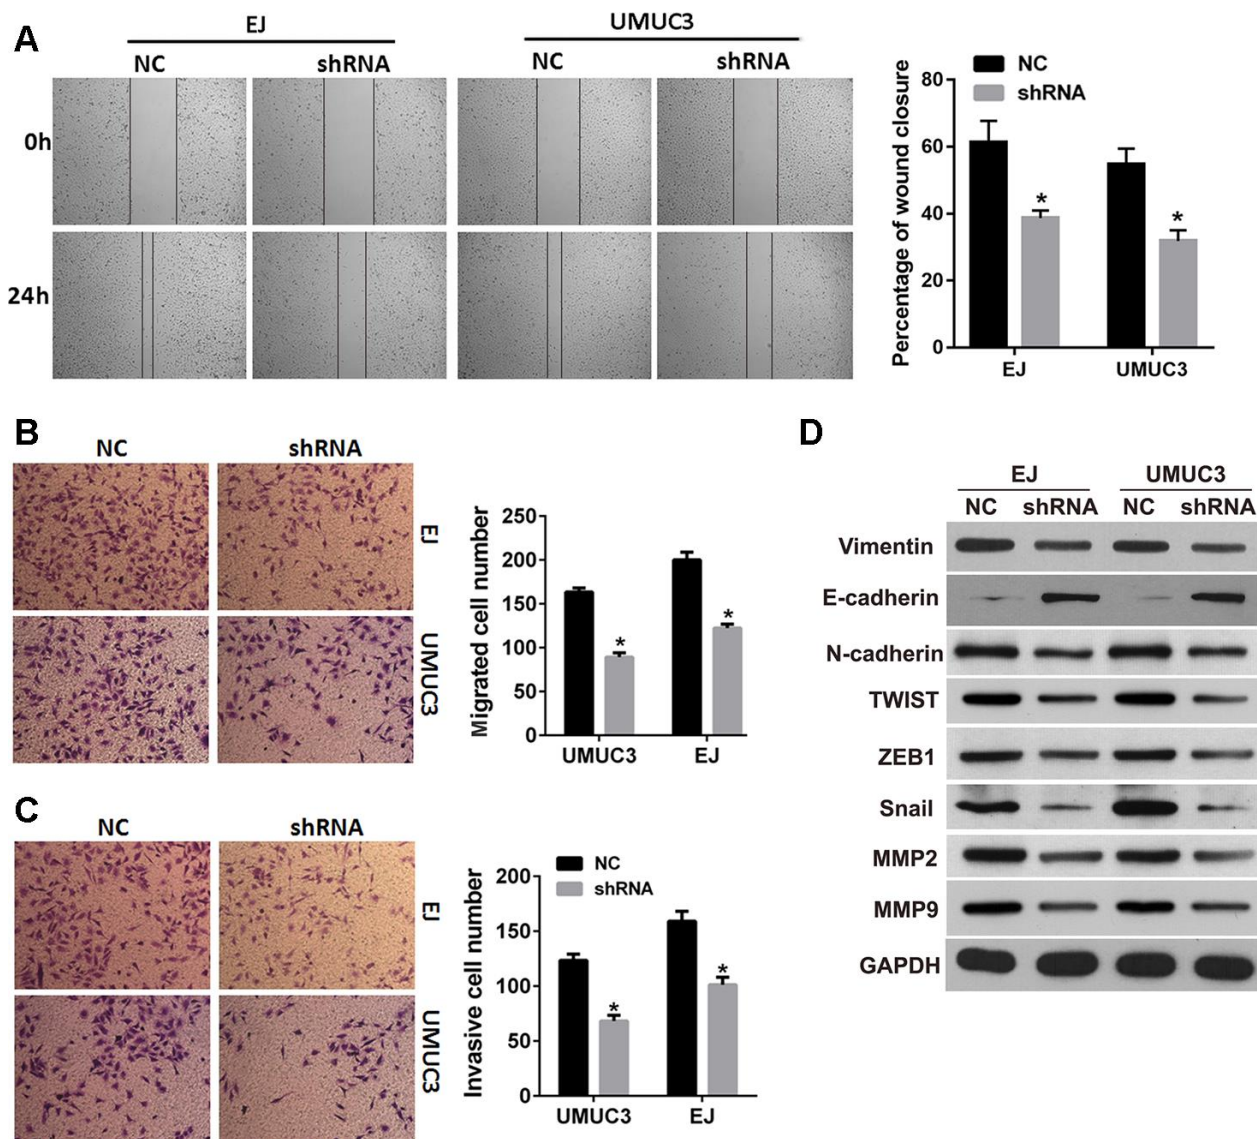 A
EJ
UMUC3
NC
shRNA
NC
shRNA
0h
24h
NC
shRNA
Percentage of wound closure
80
60
40
20
0
*
*
EJ
UMUC3
B
NC
shRNA
EJ
UMUC3
Migrated cell number
250
200
150
100
50
0
*
*
UMUC3
EJ
C
NC
shRNA
EJ
UMUC3
NC
shRNA
Invasive cell number
200
150
100
50
0
*
*
UMUC3
EJ
D
EJ
UMUC3
NC shRNA NC shRNA
Vimentin
E-cadherin
N-cadherin
TWIST
ZEB1
Snail
MMP2
MMP9
GAPDH